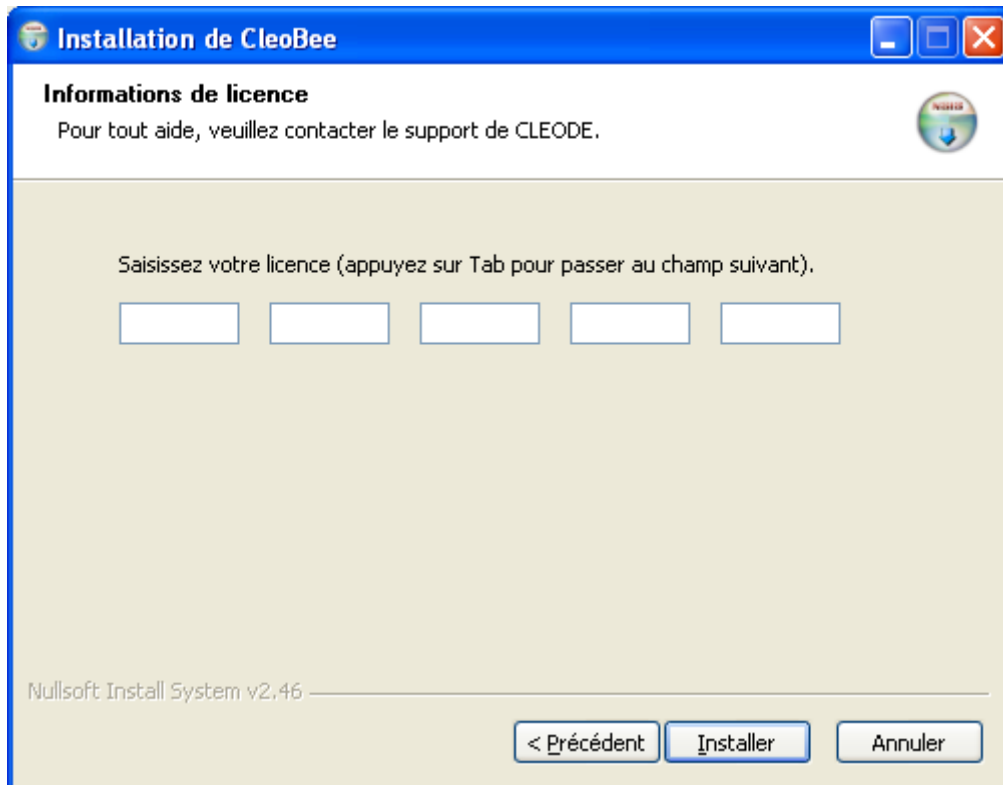 Installation de CleoBee
Informations de licence
Pour tout aide, veuillez contacter le support de CLEODE.
Saisissez votre licence (appuyez sur Tab pour passer au champ suivant).
Nullsoft Install System v2.46
< Précédent Installer Annuler